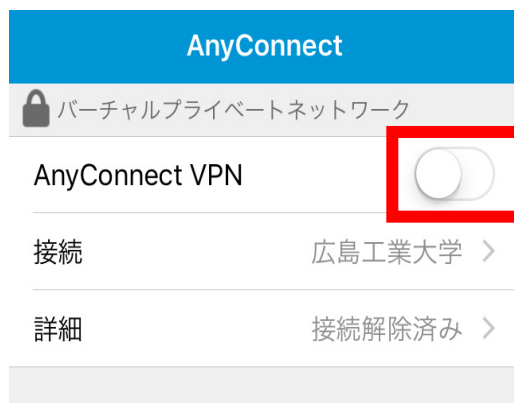 AnyConnect
バーチャルプライベートネットワーク
AnyConnect VPN
接続 広島工業大学
詳細 接続解除済み